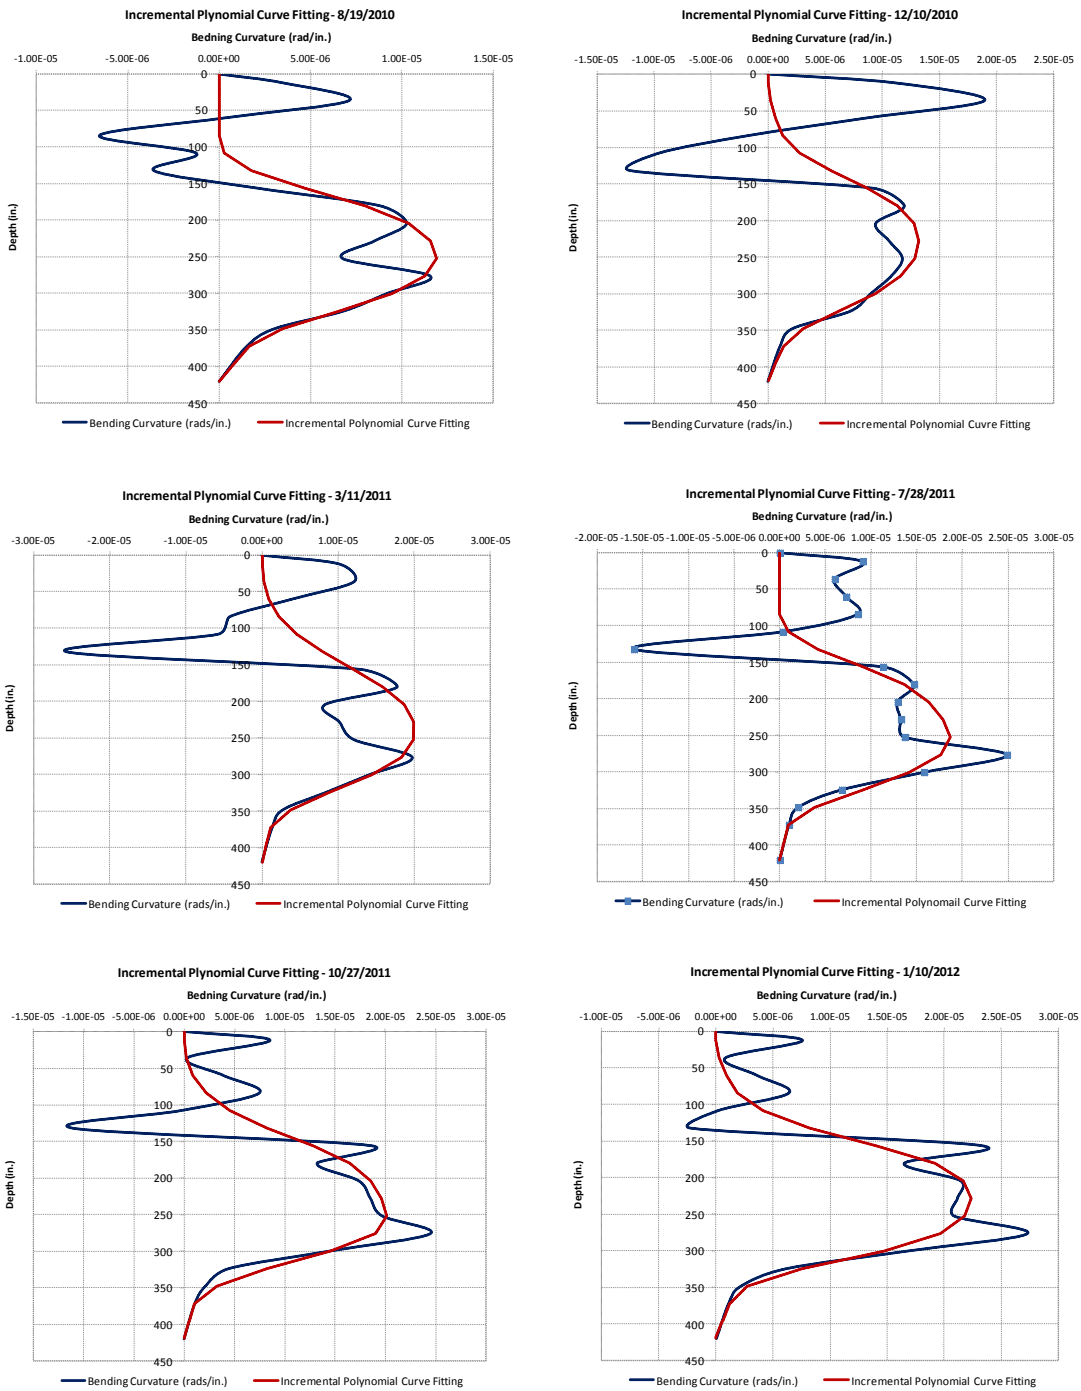 Incremental Plynomial Curve Fitting - 8/19/2010
Bedning Curvature (rad/in.)
-1.00E-05 -5.00E-06 0.00E+00 5.00E-06 1.00E-05 1.50E-05
0
50
100
150
200
250
300
350
400
450
Depth (in.)
Bending Curvature (rads/in.) Incremental Polynomial Curve Fitting
Incremental Plynomial Curve Fitting - 12/10/2010
Bedning Curvature (rad/in.)
-1.50E-05 -1.00E-05 -5.00E-06 0.00E+00 5.00E-06 1.00E-05 1.50E-05 2.00E-05 2.50E-05
0
50
100
150
200
250
300
350
400
450
Depth (in.)
Bending Curvature (rads/in.) Incremental Polynomial Cuvre Fitting
Incremental Plynomial Curve Fitting - 3/11/2011
Bedning Curvature (rad/in.)
-3.00E-05 -2.00E-05 -1.00E-05 0.00E+00 1.00E-05 2.00E-05 3.00E-05
0
50
100
150
200
250
300
350
400
450
Depth (in.)
Bending Curvature (rads/in.) Incremental Polynomial Curve Fitting
Incremental Plynomial Curve Fitting - 7/28/2011
Bedning Curvature (rad/in.)
-2.00E-05 -1.50E-05 -1.00E-05 -5.00E-06 0.00E+00 5.00E-06 1.00E-05 1.50E-05 2.00E-05 2.50E-05 3.00E-05
0
50
100
150
200
250
300
350
400
450
Depth (in.)
Bending Curvature (rads/in.) Incremental Polynomail Curve Fitting
Incremental Plynomial Curve Fitting - 10/27/2011
Bedning Curvature (rad/in.)
-1.50E-05 -1.00E-05 -5.00E-06 0.00E+00 5.00E-06 1.00E-05 1.50E-05 2.00E-05 2.50E-05 3.00E-05
0
50
100
150
200
250
300
350
400
450
Depth (in.)
Bending Curvature (rads/in.) Incremental Polynomial Curve Fitting
Incremental Plynomial Curve Fitting - 1/10/2012
Bedning Curvature (rad/in.)
-1.00E-05 -5.00E-06 0.00E+00 5.00E-06 1.00E-05 1.50E-05 2.00E-05 2.50E-05 3.00E-05
0
50
100
150
200
250
300
350
400
450
Depth (in.)
Bending Curvature (rads/in.) Incremental Polynomial Curve Fitting